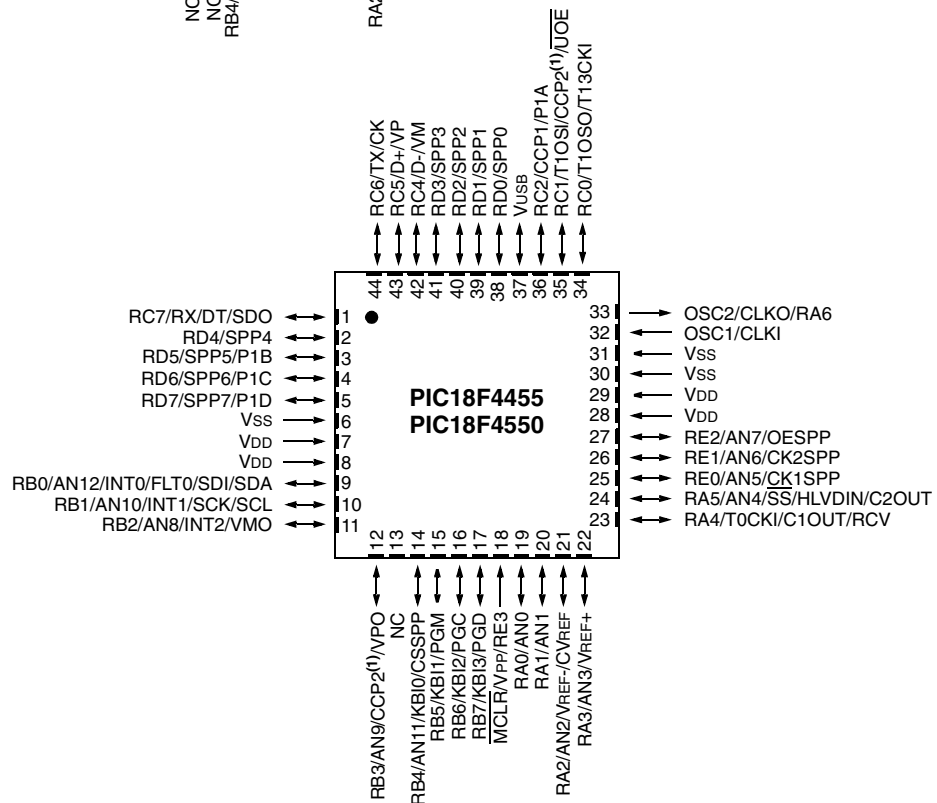 NC
NC
RB4/
RA2
RC6/TX/CK
RC5/D+/VP
RC4/D-/VM
RD3/SPP3
RD2/SPP2
RD1/SPP1
RD0/SPP0
VUSB
RC2/CCP1/P1A
RC1/T1OSI/CCP2(1)/UOE
RC0/T1OSO/T13CKI
44
43
42
41
40
39
38
37
36
35
34
RC7/RX/DT/SDO 1
RD4/SPP4 2
RD5/SPP5/P1B 3
RD6/SPP6/P1C 4
RD7/SPP7/P1D 5
VSS 6
VDD 7
VDD 8
RB0/AN12/INT0/FLT0/SDI/SDA 9
RB1/AN10/INT1/SCK/SCL 10
RB2/AN8/INT2/VMO 11
PIC18F4455
PIC18F4550
33 OSC2/CLKO/RA6
32 OSC1/CLKI
31 VSS
30 VSS
29 VDD
28 VDD
27 RE2/AN7/OESPP
26 RE1/AN6/CK2SPP
25 RE0/AN5/CK1SPP
24 RA5/AN4/SS/HLVDIN/C2OUT
23 RA4/T0CKI/C1OUT/RCV
12
13
14
15
16
17
18
19
20
21
22
RB3/AN9/CCP2(1)/VPO
NC
RB4/AN11/KBI0/CSSPP
RB5/KBI1/PGM
RB6/KBI2/PGC
RB7/KBI3/PGD
MCLR/VPP/RE3
RA0/AN0
RA1/AN1
RA2/AN2/VREF-/CVREF
RA3/AN3/VREF+